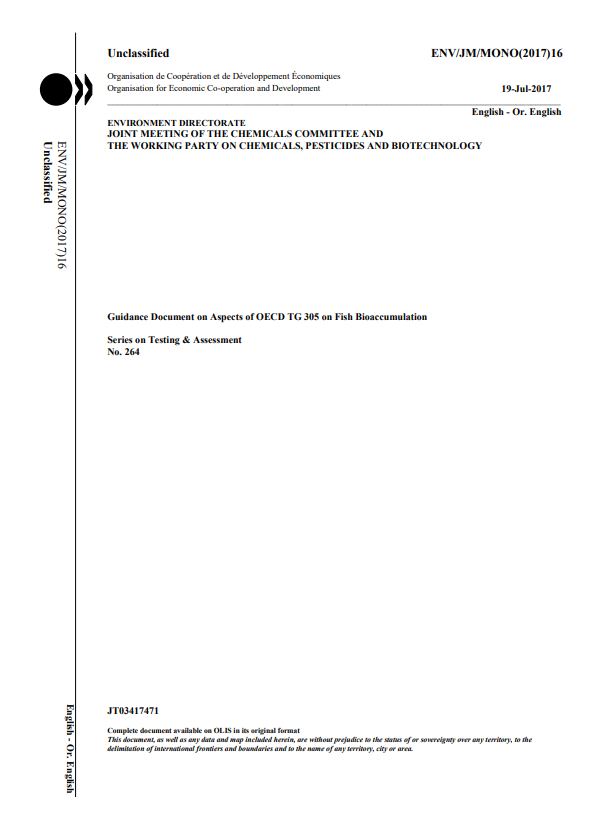 Unclassified ENV/JM/MONO(2017)16
Organisation de Coopération et de Développement Économiques
Organisation for Economic Co-operation and Development 19-Jul-2017
English - Or. English
ENVIRONMENT DIRECTORATE
JOINT MEETING OF THE CHEMICALS COMMITTEE AND
THE WORKING PARTY ON CHEMICALS, PESTICIDES AND BIOTECHNOLOGY
ENV/JM/MONO(2017)16
Unclassified
Guidance Document on Aspects of OECD TG 305 on Fish Bioaccumulation
Series on Testing & Assessment
No. 264
English - Or. English
JT03417471
Complete document available on OLIS in its original format
This document, as well as any data and map included herein, are without prejudice to the status of or sovereignty over any territory, to the
delimitation of international frontiers and boundaries and to the name of any territory, city or area.